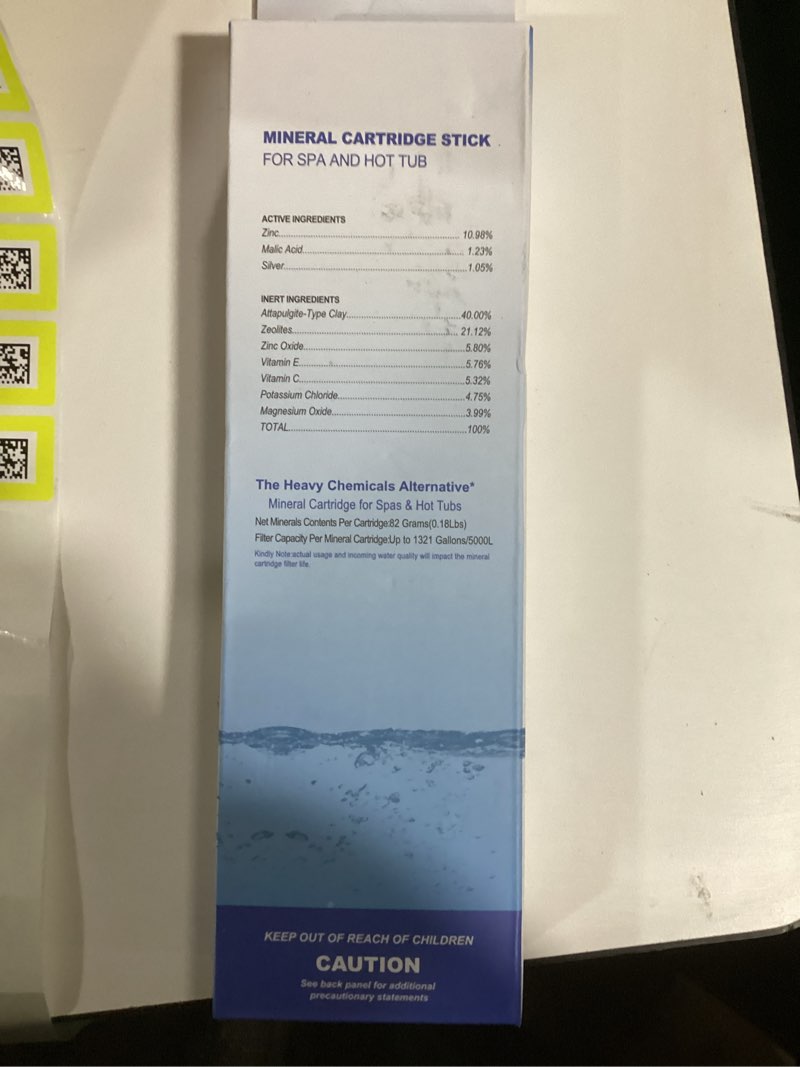 MINERAL CARTRIDGE STICK
FOR SPA AND HOT TUB
ACTIVE INGREDIENTS
Zinc.......................................................... 10.98%
Malic Acid.................................................. 1.23%
Silver..........................................................1.05%
INERT INGREDIENTS
Attapulgite-Type Clay....................................40.00%
Zeolites..................................................... 21.12%
Zinc Oxide...................................................5.80%
Vitamin E.....................................................5.76%
Vitamin C.....................................................5.32%
Potassium Chloride.......................................4.75%
Magnesium Oxide.........................................3.99%
TOTAL.........................................................100%
The Heavy Chemicals Alternative*
Mineral Cartridge for Spas & Hot Tubs
Net Minerals Contents Per Cartridge:82 Grams(0.18Lbs)
Filter Capacity Per Mineral Cartridge:Up to 1321 Gallons/5000L
Kindly Note:actual usage and incoming water quality will impact the mineral
cartridge filter life.
KEEP OUT OF REACH OF CHILDREN
CAUTION
See back panel for additional
precautionary statements